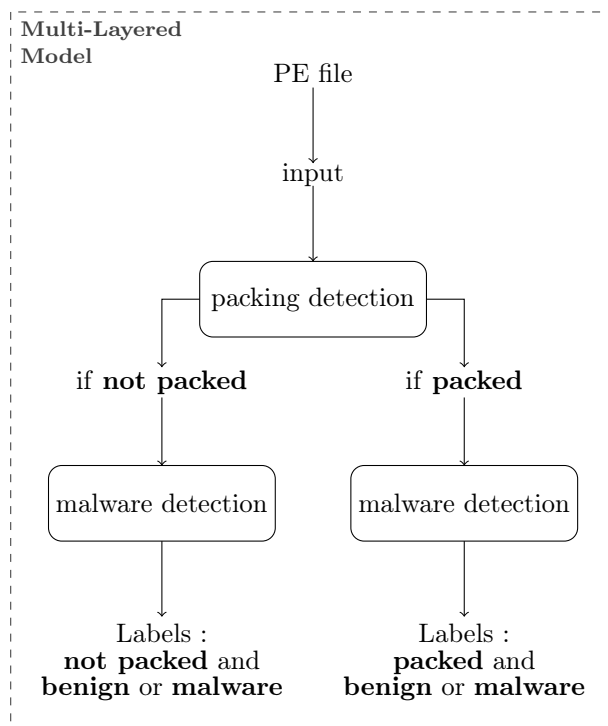 Multi-Layered
Model
PE file
input
packing detection
if not packed
if packed
malware detection
malware detection
Labels :
not packed and
benign or malware
Labels :
packed and
benign or malware